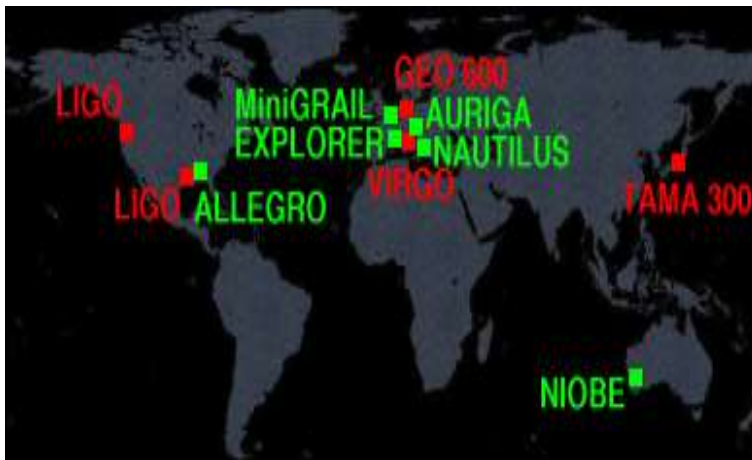 GEO 600
LIGO
MiniGRAIL
AURIGA
EXPLORER
NAUTILUS
VIRGO
LIGO
ALLEGRO
TAMA 300
NIOBE